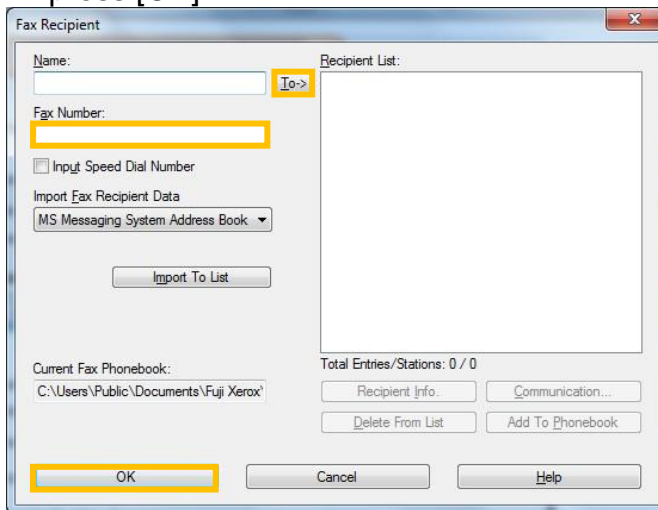 Fax Recipient
Name:
To->
Fax Number:
Input Speed Dial Number
Import Fax Recipient Data
MS Messaging System Address Book
Import To List
Current Fax Phonebook:
C:\Users\Public\Documents\Fuji Xerox'
Recipient List:
Total Entries/Stations: 0 / 0
Recipient Info.
Communication...
Delete From List
Add To Phonebook
OK
Cancel
Help